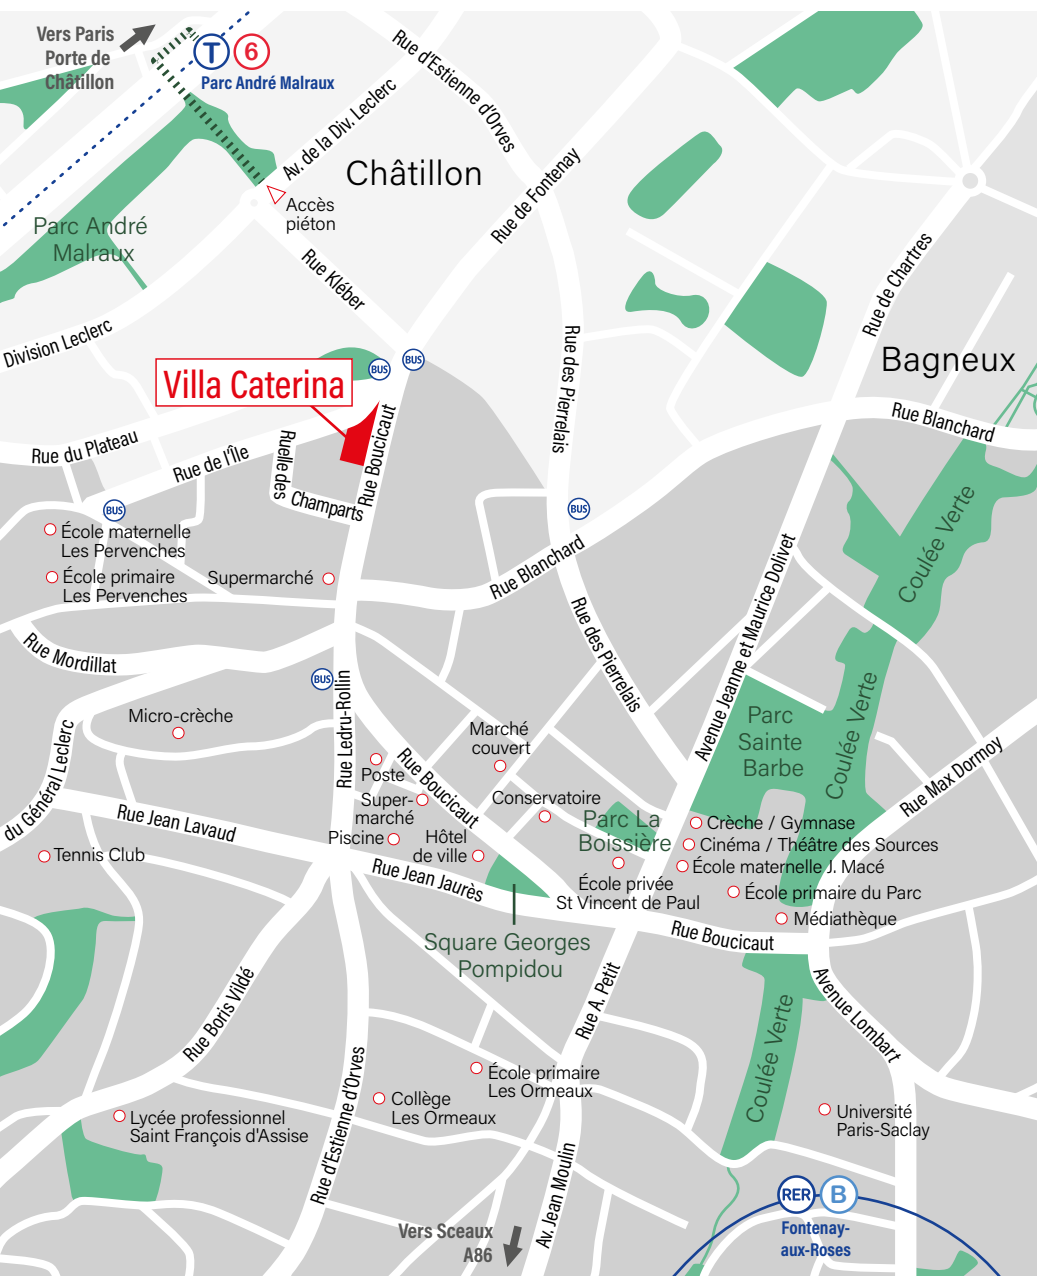 Vers Paris
Porte de
Châtillon
T 6
Parc André Malraux
Rue d'Estienne d'Orves
Av. de la Div. Leclerc
Châtillon
Rue de Fontenay
Accès
piéton
Parc André
Malraux
Rue Kléber
Rue de Chartres
Division Leclerc
Bagneux
BUS
BUS
Villa Caterina
Rue des Pierrelais
Rue Blanchard
Rue du Plateau
Rue de l'Île
Ruelle des
Champarts
Rue Boucicaut
BUS
BUS
École maternelle
Les Pervenches
École primaire
Les Pervenches
Supermarché
Rue Blanchard
Coulée Verte
Avenue Jeanne et Maurice Dolivet
Rue des Pierrelais
Rue Mordillat
BUS
Rue Ledru-Rollin
Micro-crèche
Marché
couvert
Parc
Sainte
Barbe
Coulée Verte
du Général Leclerc
Poste
Rue Boucicaut
Super-
marché
Conservatoire
Rue Max Dormoy
Rue Jean Lavaud
Piscine
Hôtel
de ville
Parc La
Boissière
Crèche / Gymnase
Cinéma / Théâtre des Sources
École maternelle J. Macé
Tennis Club
Rue Jean Jaurès
École privée
St Vincent de Paul
École primaire du Parc
Médiathèque
Rue Boucicaut
Square Georges
Pompidou
Rue Boris Vildé
Rue A. Petit
Avenue Lombart
Coulée Verte
École primaire
Les Ormeaux
Collège
Les Ormeaux
Rue d'Estienne d'Orves
Lycée professionnel
Saint François d'Assise
Université
Paris-Saclay
Av. Jean Moulin
RER B
Fontenay-
aux-Roses
Vers Sceaux
A86